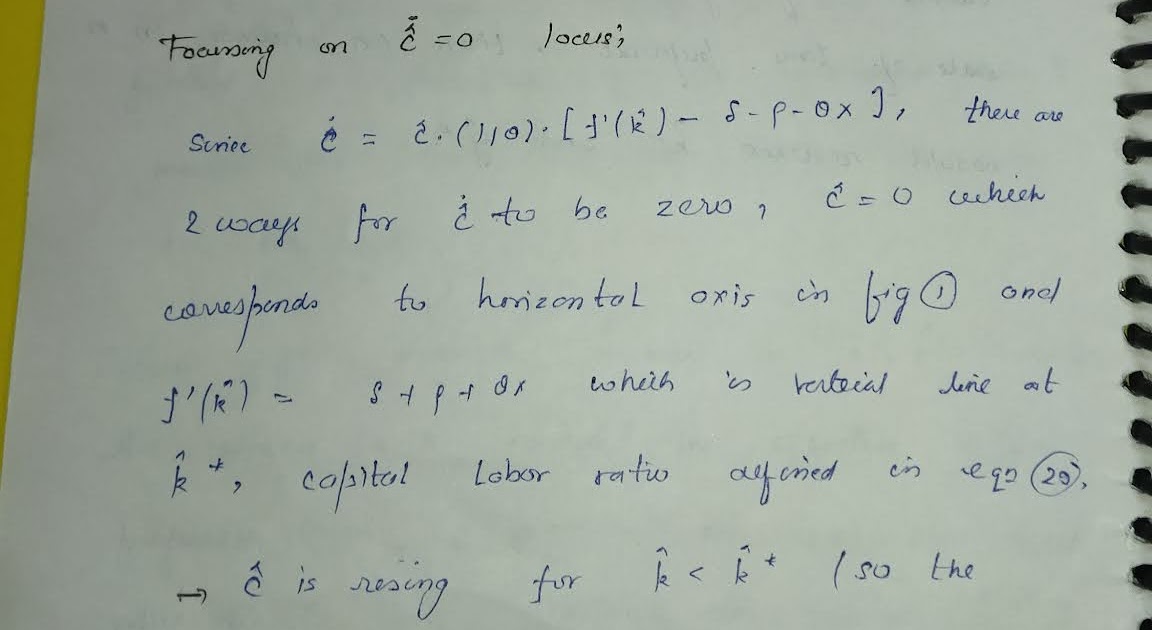 Focussing on ĉ̇ = 0 locus;
Since ĉ̇ = ĉ. (1/θ). [f'(k̂) - δ - ρ - θx], there are
2 ways for ĉ̇ to be zero, ĉ = 0 which
corresponds to horizontal axis in fig ① and
f'(k̂) = δ + ρ + θx which is vertical line at
k̂*, capital labor ratio defined in eqn ㉙,
→ ĉ is rising for k̂ < k̂* (so the